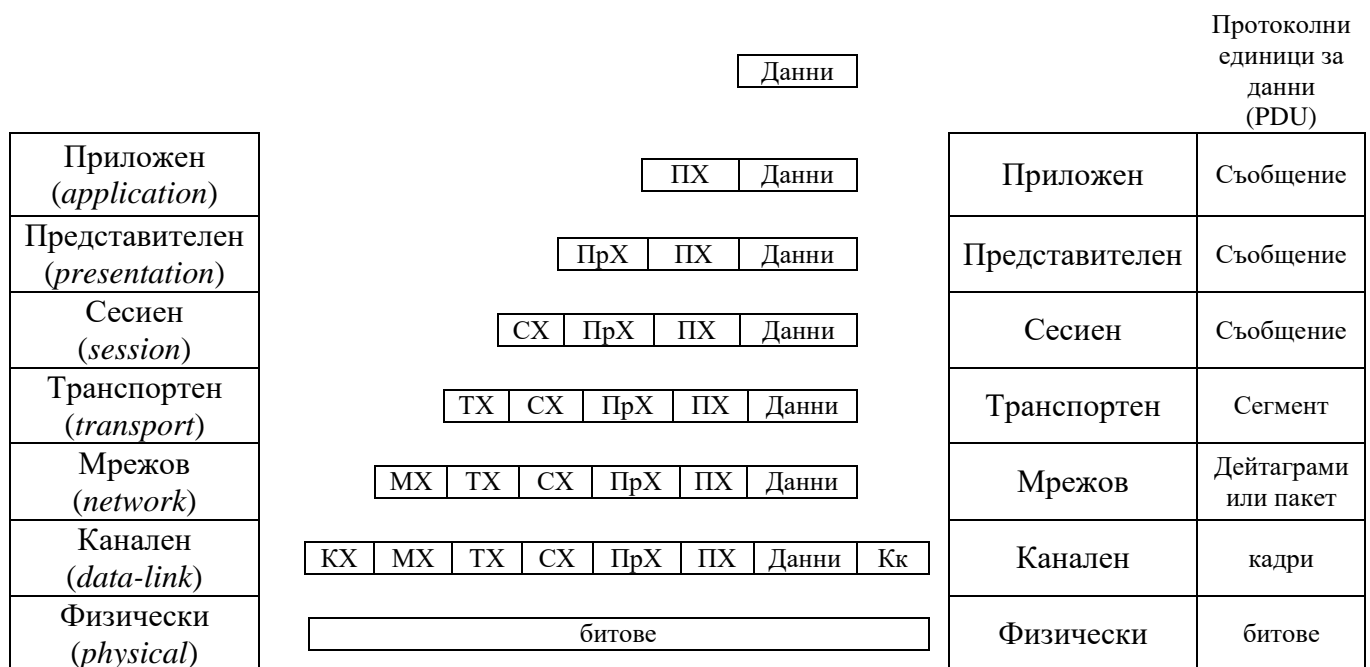 Протоколни
единици за
данни
(PDU)
Данни
Приложен
(application)
ПХ Данни
Приложен
Съобщение
Представителен
(presentation)
ПрХ ПХ Данни
Представителен
Съобщение
Сесиен
(session)
СХ ПрХ ПХ Данни
Сесиен
Съобщение
Транспортен
(transport)
ТХ СХ ПрХ ПХ Данни
Транспортен
Сегмент
Мрежов
(network)
МХ ТХ СХ ПрХ ПХ Данни
Мрежов
Дейтаграми
или пакет
Канален
(data-link)
КХ МХ ТХ СХ ПрХ ПХ Данни Кк
Канален
кадри
Физически
(physical)
битове
Физически
битове